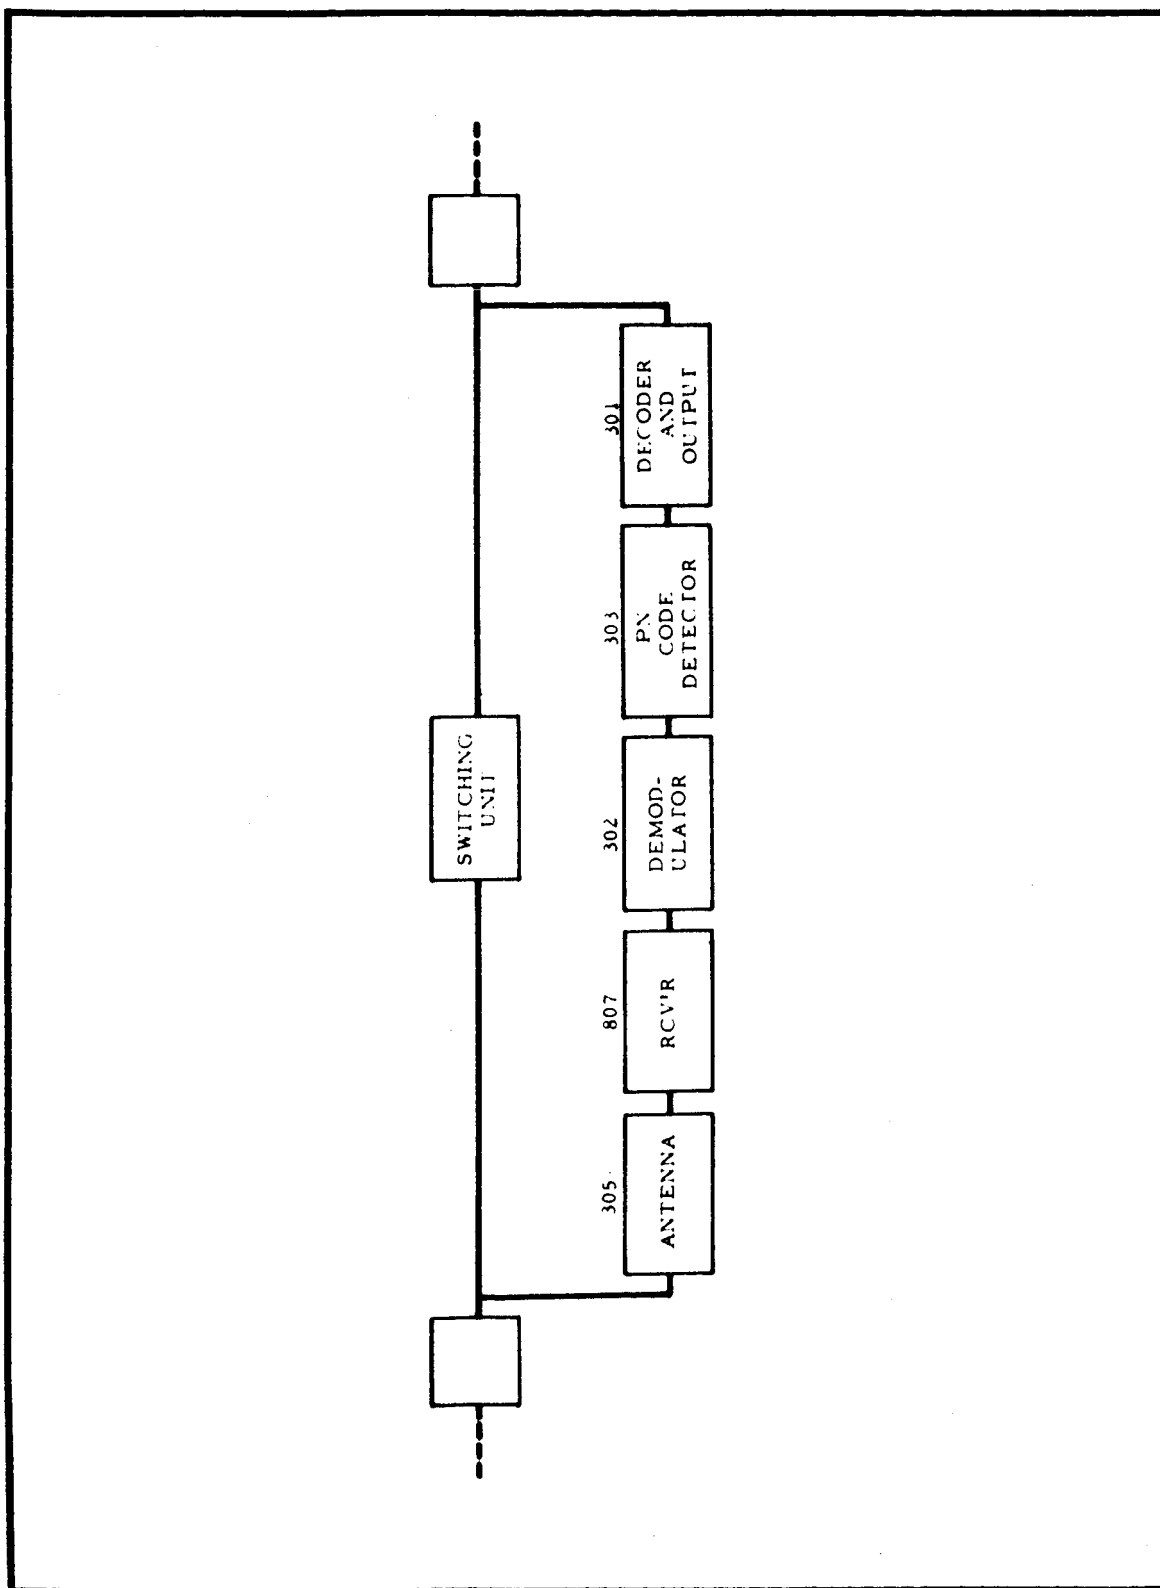 SWITCHING
UNIT
305
ANTENNA
807
RCV'R
302
DEMOD-
ULATOR
303
PN
CODE
DETECTOR
301
DECODER
AND
OUTPUT